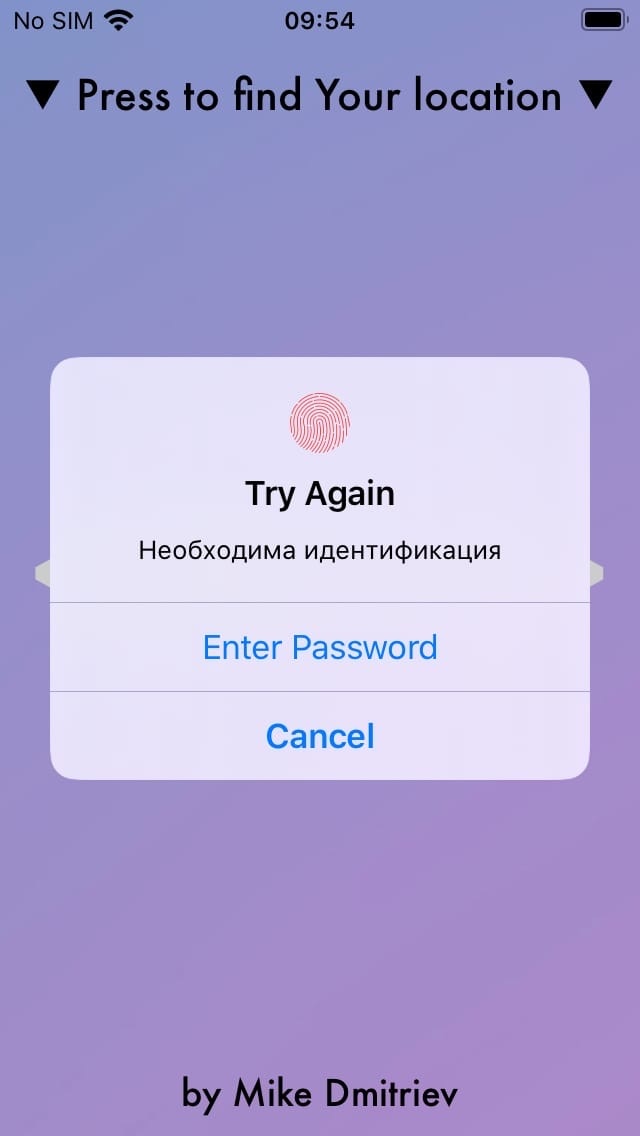 No SIM 09:54
▼ Press to find Your location ▼
Try Again
Необходима идентификация
Enter Password
Cancel
by Mike Dmitriev